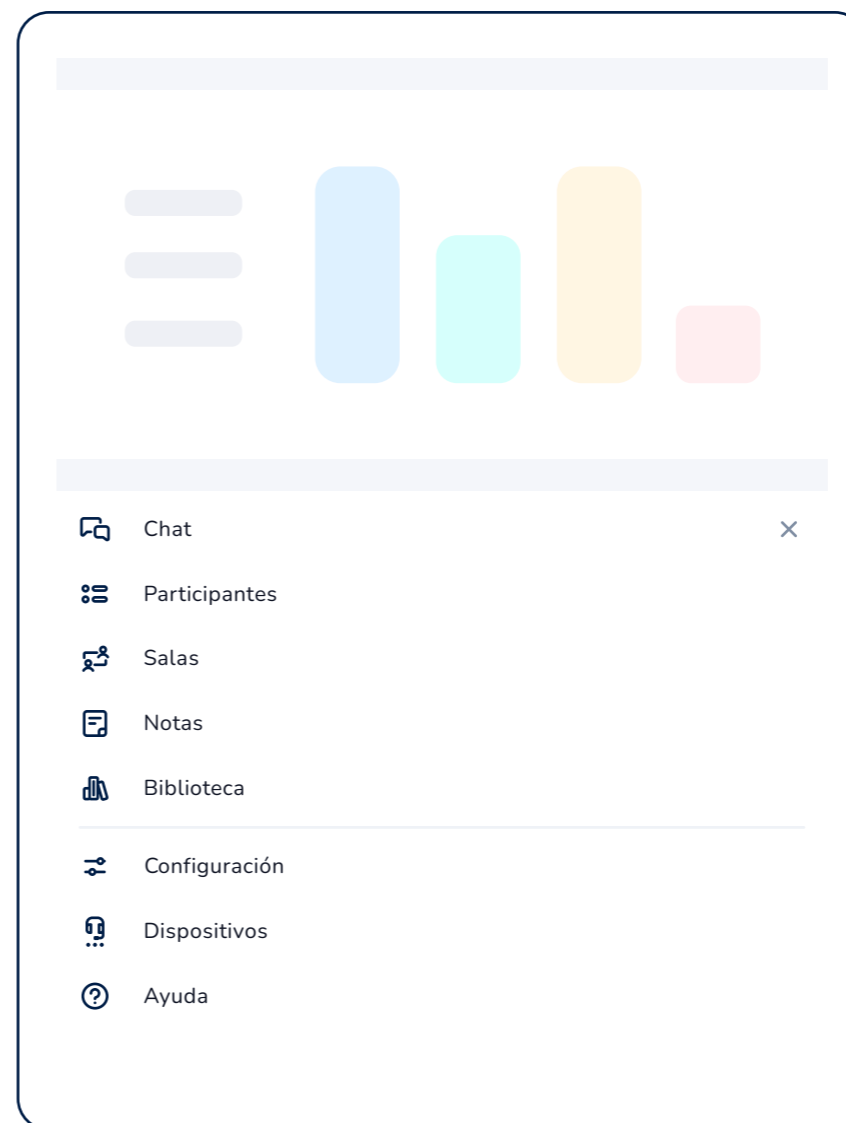 Chat
Participantes
Salas
Notas
Biblioteca
Configuración
Dispositivos
Ayuda